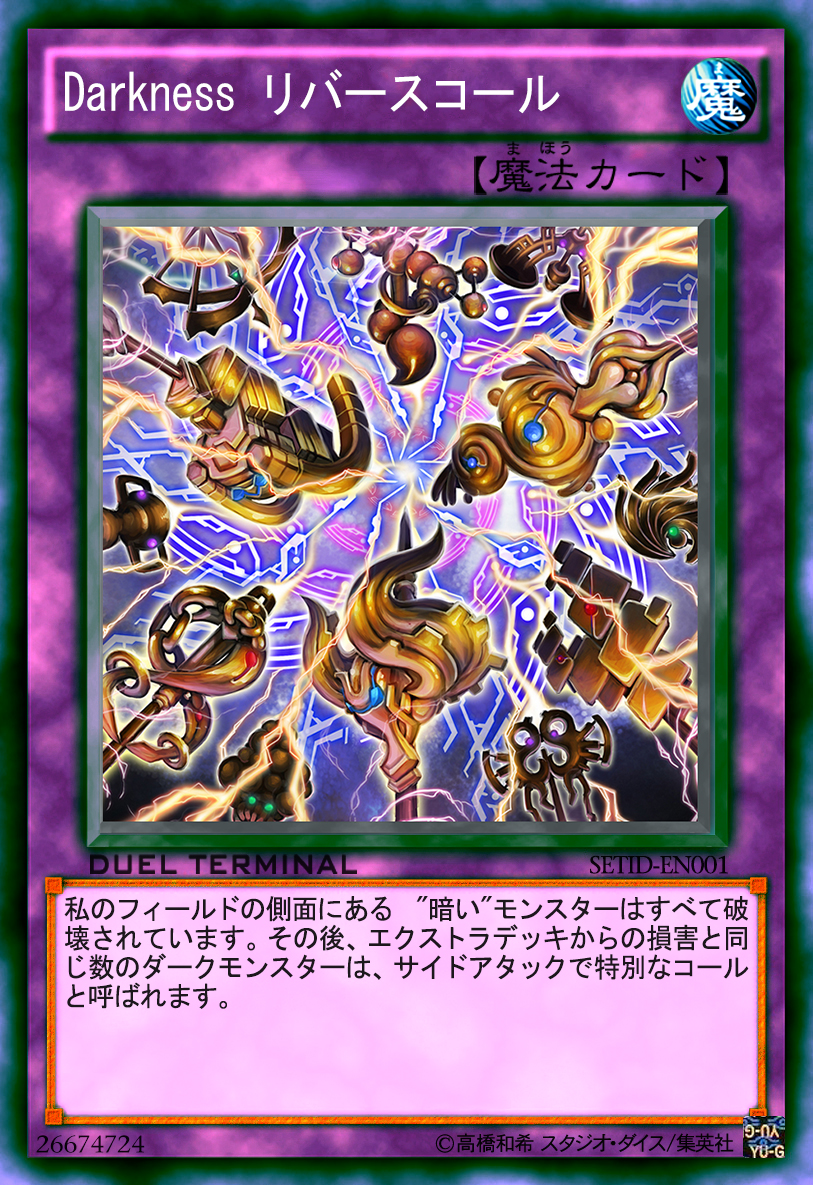 Darkness リバースコール
魔
まほう
【魔法カード】
DUEL TERMINAL
SETID-EN001
私のフィールドの側面にある "暗い"モンスターはすべて破
壊されています。その後、エクストラデッキからの損害と同
じ数のダークモンスターは、サイドアタックで特別なコール
と呼ばれます。
26674724
©高橋和希 スタジオ・ダイス/集英社
YU-G
YU-G